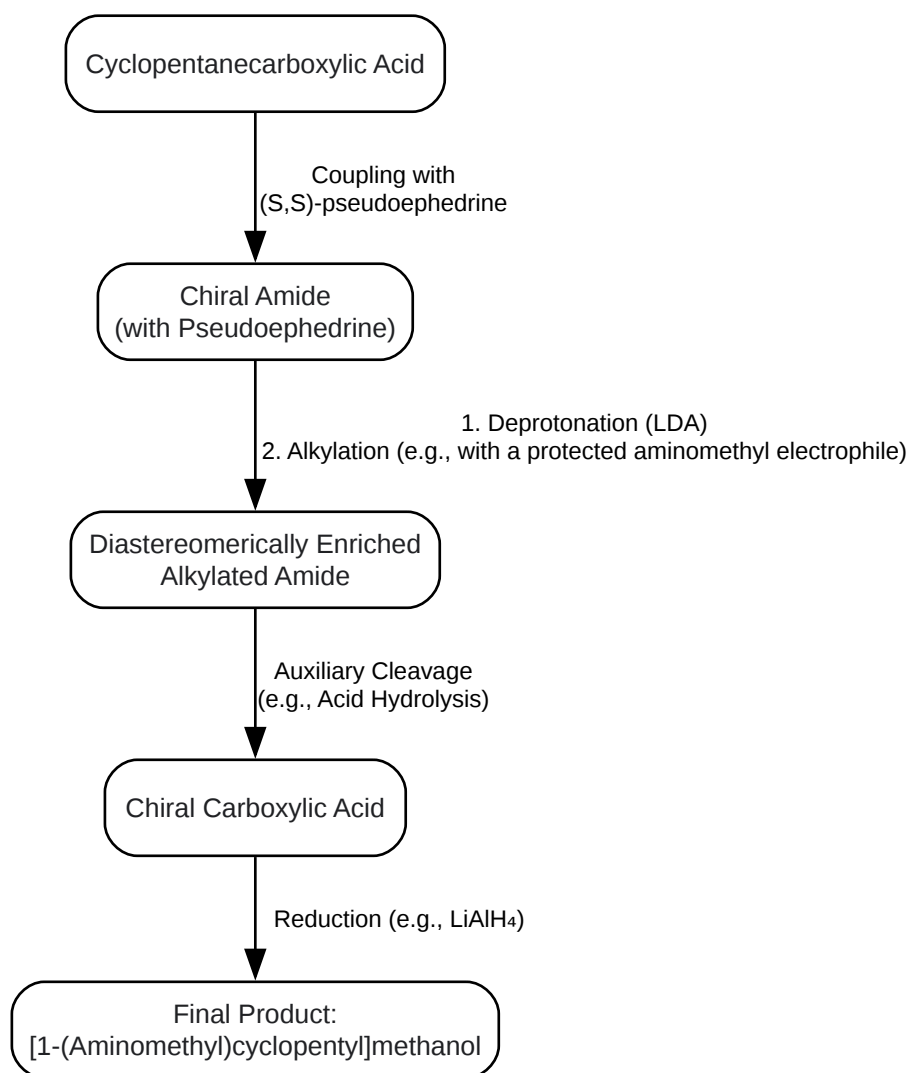 Cyclopentanecarboxylic Acid
Coupling with
(S,S)-pseudoephedrine
Chiral Amide
(with Pseudoephedrine)
1. Deprotonation (LDA)
2. Alkylation (e.g., with a protected aminomethyl electrophile)
Diastereomerically Enriched
Alkylated Amide
Auxiliary Cleavage
(e.g., Acid Hydrolysis)
Chiral Carboxylic Acid
Reduction (e.g., LiAlH₄)
Final Product:
[1-(Aminomethyl)cyclopentyl]methanol